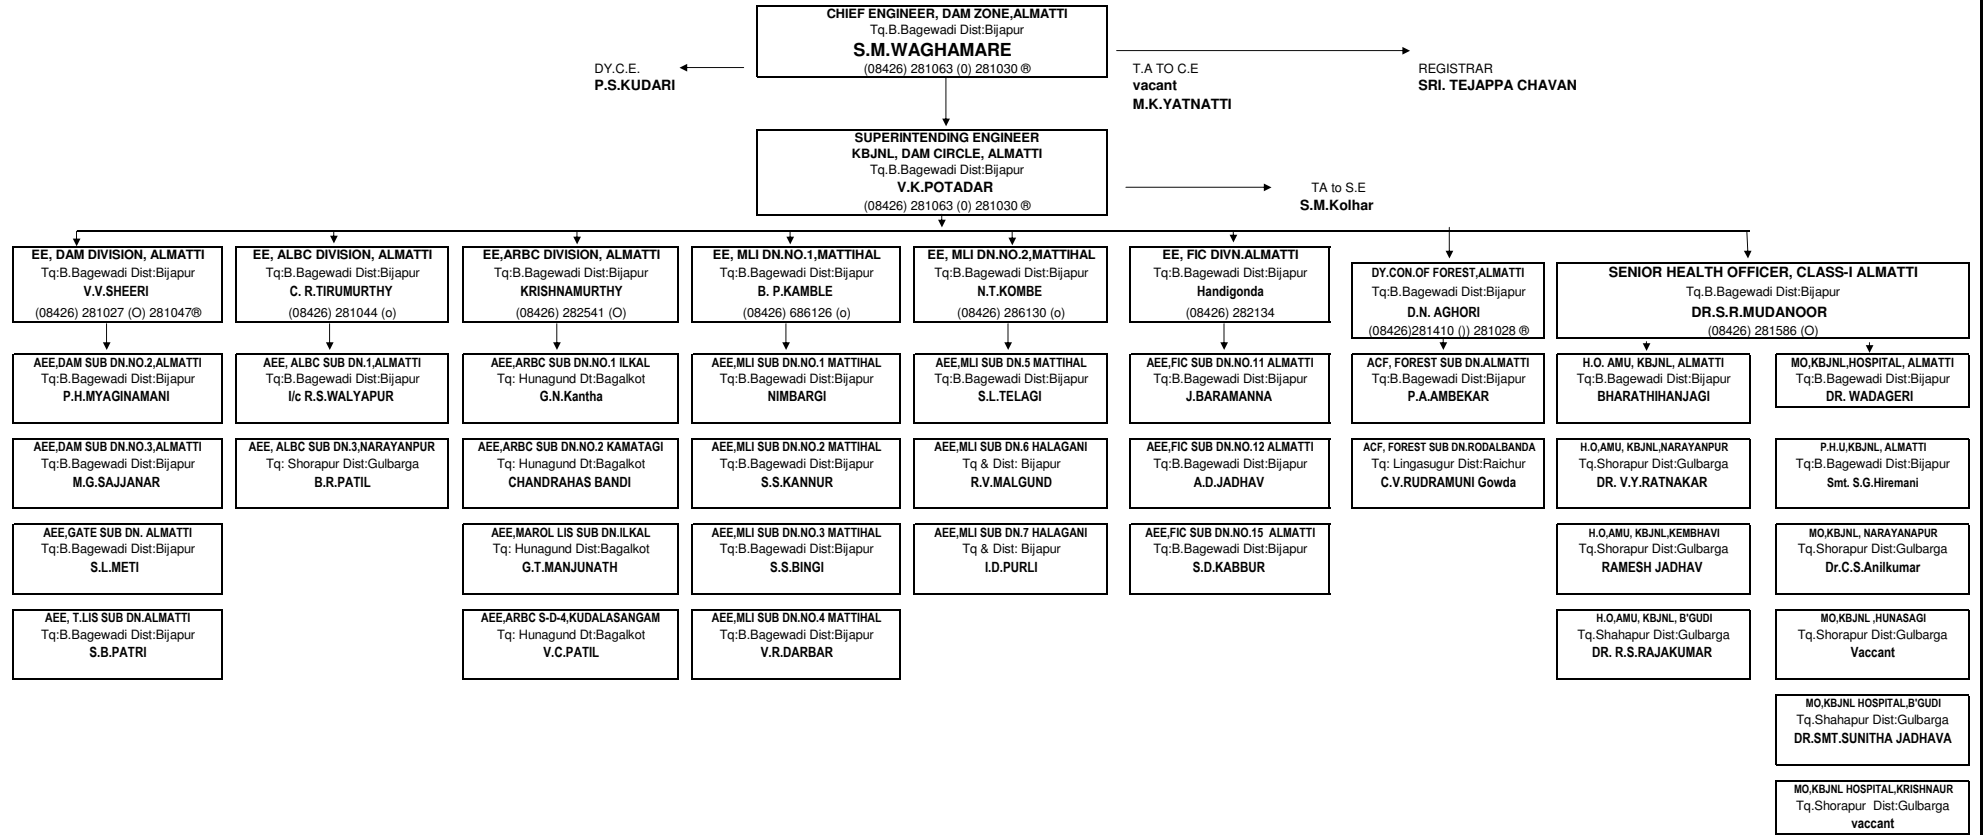 CHIEF ENGINEER, DAM ZONE,ALMATTI
Tq.B.Bagewadi Dist:Bijapur
S.M.WAGHAMARE
(08426) 281063 (0) 281030 ®
DY.C.E.
P.S.KUDARI
T.A TO C.E
vacant
M.K.YATNATTI
REGISTRAR
SRI. TEJAPPA CHAVAN
SUPERINTENDING ENGINEER
KBJNL, DAM CIRCLE, ALMATTI
Tq.B.Bagewadi Dist:Bijapur
V.K.POTADAR
(08426) 281063 (0) 281030 ®
TA to S.E
S.M.Kolhar
EE, DAM DIVISION, ALMATTI
Tq:B.Bagewadi Dist:Bijapur
V.V.SHEERI
(08426) 281027 (O) 281047®
EE, ALBC DIVISION, ALMATTI
Tq:B.Bagewadi Dist:Bijapur
C. R.TIRUMURTHY
(08426) 281044 (o)
EE,ARBC DIVISION, ALMATTI
Tq:B.Bagewadi Dist:Bijapur
KRISHNAMURTHY
(08426) 282541 (O)
EE, MLI DN.NO.1,MATTIHAL
Tq:B.Bagewadi Dist:Bijapur
B. P.KAMBLE
(08426) 686126 (o)
EE, MLI DN.NO.2,MATTIHAL
Tq:B.Bagewadi Dist:Bijapur
N.T.KOMBE
(08426) 286130 (o)
EE, FIC DIVN.ALMATTI
Tq:B.Bagewadi Dist:Bijapur
Handigonda
(08426) 282134
DY.CON.OF FOREST,ALMATTI
Tq:B.Bagewadi Dist:Bijapur
D.N. AGHORI
(08426)281410 ()) 281028 ®
SENIOR HEALTH OFFICER, CLASS-I ALMATTI
Tq.B.Bagewadi Dist:Bijapur
DR.S.R.MUDANOOR
(08426) 281586 (O)
AEE,DAM SUB DN.NO.2,ALMATTI
Tq:B.Bagewadi Dist:Bijapur
P.H.MYAGINAMANI
AEE, ALBC SUB DN.1,ALMATTI
Tq:B.Bagewadi Dist:Bijapur
I/c R.S.WALYAPUR
AEE,ARBC SUB DN.NO.1 ILKAL
Tq: Hunagund Dt:Bagalkot
G.N.Kantha
AEE,MLI SUB DN.NO.1 MATTIHAL
Tq:B.Bagewadi Dist:Bijapur
NIMBARGI
AEE,MLI SUB DN.5 MATTIHAL
Tq:B.Bagewadi Dist:Bijapur
S.L.TELAGI
AEE,FIC SUB DN.NO.11 ALMATTI
Tq:B.Bagewadi Dist:Bijapur
J.BARAMANNA
ACF, FOREST SUB DN.ALMATTI
Tq:B.Bagewadi Dist:Bijapur
P.A.AMBEKAR
H.O. AMU, KBJNL, ALMATTI
Tq:B.Bagewadi Dist:Bijapur
BHARATHIHANJAGI
MO,KBJNL,HOSPITAL, ALMATTI
Tq:B.Bagewadi Dist:Bijapur
DR. WADAGERI
AEE,DAM SUB DN.NO.3,ALMATTI
Tq:B.Bagewadi Dist:Bijapur
M.G.SAJJANAR
AEE, ALBC SUB DN.3,NARAYANPUR
Tq: Shorapur Dist:Gulbarga
B.R.PATIL
AEE,ARBC SUB DN.NO.2 KAMATAGI
Tq: Hunagund Dt:Bagalkot
CHANDRAHAS BANDI
AEE,MLI SUB DN.NO.2 MATTIHAL
Tq:B.Bagewadi Dist:Bijapur
S.S.KANNUR
AEE,MLI SUB DN.6 HALAGANI
Tq & Dist: Bijapur
R.V.MALGUND
AEE,FIC SUB DN.NO.12 ALMATTI
Tq:B.Bagewadi Dist:Bijapur
A.D.JADHAV
ACF, FOREST SUB DN.RODALBANDA
Tq: Lingasugur Dist:Raichur
C.V.RUDRAMUNI Gowda
H.O,AMU, KBJNL,NARAYANPUR
Tq.Shorapur Dist:Gulbarga
DR. V.Y.RATNAKAR
P.H.U,KBJNL, ALMATTI
Tq:B.Bagewadi Dist:Bijapur
Smt. S.G.Hiremani
AEE,GATE SUB DN. ALMATTI
Tq:B.Bagewadi Dist:Bijapur
S.L.METI
AEE,MAROL LIS SUB DN.ILKAL
Tq: Hunagund Dist:Bagalkot
G.T.MANJUNATH
AEE,MLI SUB DN.NO.3 MATTIHAL
Tq:B.Bagewadi Dist:Bijapur
S.S.BINGI
AEE,MLI SUB DN.7 HALAGANI
Tq & Dist: Bijapur
I.D.PURLI
AEE,FIC SUB DN.NO.15 ALMATTI
Tq:B.Bagewadi Dist:Bijapur
S.D.KABBUR
H.O,AMU, KBJNL,KEMBHAVI
Tq.Shorapur Dist:Gulbarga
RAMESH JADHAV
MO,KBJNL, NARAYANAPUR
Tq.Shorapur Dist:Gulbarga
Dr.C.S.Anilkumar
AEE, T.LIS SUB DN.ALMATTI
Tq:B.Bagewadi Dist:Bijapur
S.B.PATRI
AEE,ARBC S-D-4,KUDALASANGAM
Tq: Hunagund Dt:Bagalkot
V.C.PATIL
AEE,MLI SUB DN.NO.4 MATTIHAL
Tq:B.Bagewadi Dist:Bijapur
V.R.DARBAR
H.O,AMU, KBJNL, B'GUDI
Tq.Shahapur Dist:Gulbarga
DR. R.S.RAJAKUMAR
MO,KBJNL ,HUNASAGI
Tq.Shorapur Dist:Gulbarga
Vaccant
MO,KBJNL HOSPITAL,B'GUDI
Tq.Shahapur Dist:Gulbarga
DR.SMT.SUNITHA JADHAVA
MO,KBJNL HOSPITAL,KRISHNAUR
Tq.Shorapur Dist:Gulbarga
vaccant